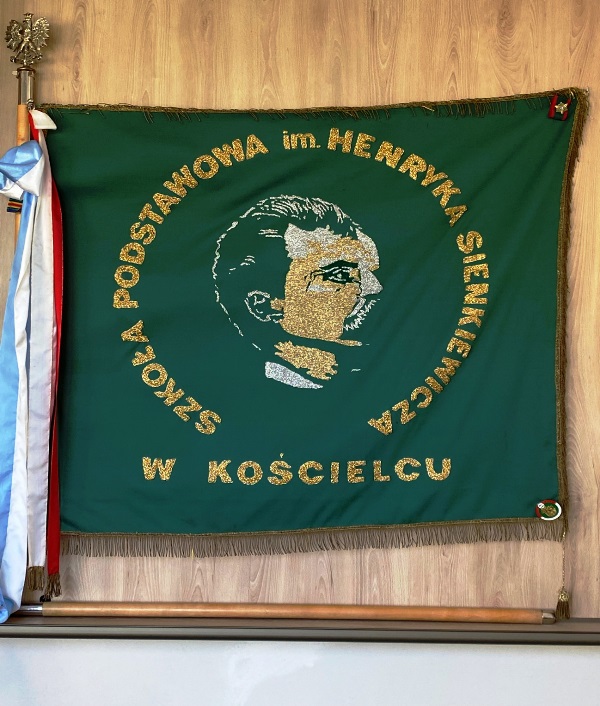 SZKOŁA PODSTAWOWA im. HENRYKA SIENKIEWICZA
W KOŚCIELCU